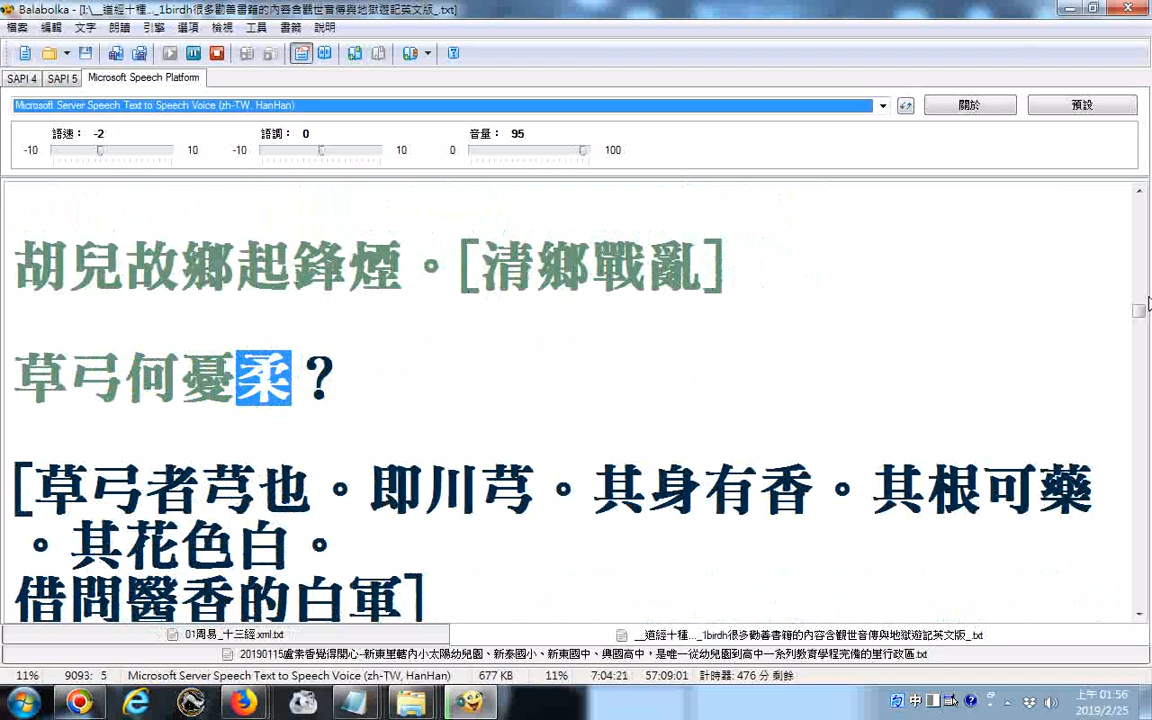 Balabolka - [I:\__道經十種..._1birdh很多勸善書籍的內容含觀世音傳與地獄遊記英文版_.txt]
檔案 編輯 文字 朗讀 引擎 選項 檢視 工具 書籤 說明
SAPI 4 SAPI 5 Microsoft Speech Platform
Microsoft Server Speech Text to Speech Voice (zh-TW, HanHan)
關於 預設
語速： -2 語調： 0 音量： 95
-10 10 -10 10 0 100
胡兒故鄉起鋒煙。[清鄉戰亂]
草弓何憂柔？
[草弓者芎也。即川芎。其身有香。其根可藥
。其花色白。
借問醫香的白軍]
01周易_十三經.xml.txt __道經十種..._1birdh很多勸善書籍的內容含觀世音傳與地獄遊記英文版_.txt
20190115盧素香覺得開心-新東里轄內小太陽幼兒園、新泰國小、新東國中、興國高中，是唯一從幼兒園到高中一系列教育學程完備的里行政區.txt
11% 9093: 5 Microsoft Server Speech Text to Speech Voice (zh-TW, HanHan) 677 KB 11% 7:04:21 57:09:01 計時器: 476 分 剩餘
中 上午 01:56
2019/2/25